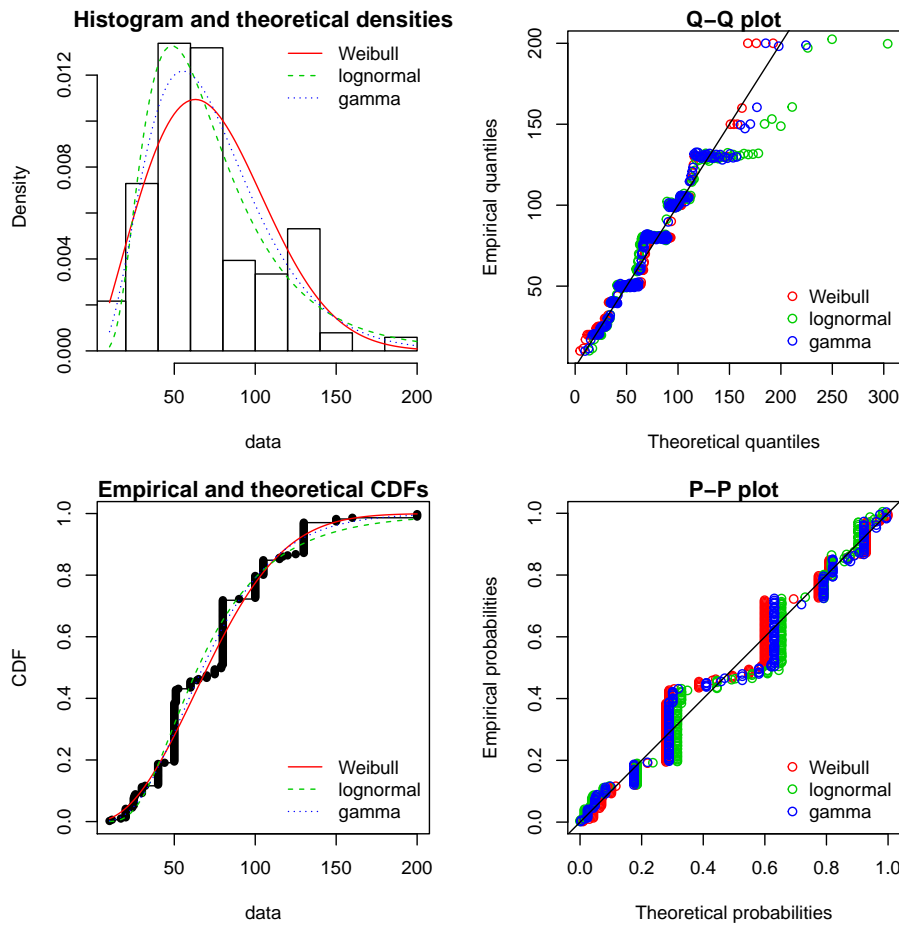 Histogram and theoretical densities
Density
0.000
0.004
0.008
0.012
Weibull
lognormal
gamma
50
100
150
200
data
Q−Q plot
Empirical quantiles
50
100
150
200
Weibull
lognormal
gamma
0
50
100
150
200
250
300
Theoretical quantiles
Empirical and theoretical CDFs
CDF
0.0
0.2
0.4
0.6
0.8
1.0
Weibull
lognormal
gamma
50
100
150
200
data
P−P plot
Empirical probabilities
0.0
0.2
0.4
0.6
0.8
1.0
Weibull
lognormal
gamma
0.0
0.2
0.4
0.6
0.8
1.0
Theoretical probabilities